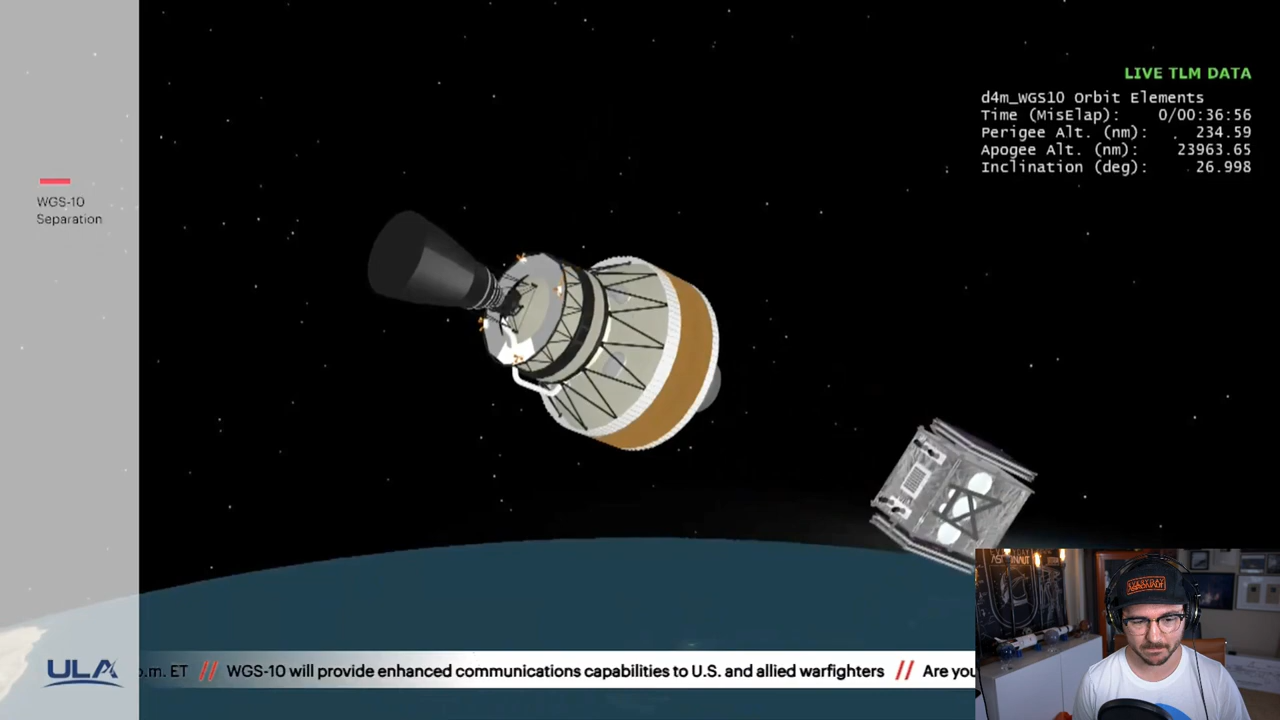 LIVE TLM DATA
d4m_WGS10 Orbit Elements
Time (MisElap): 0/00:36:56
Perigee Alt. (nm): 234.59
Apogee Alt. (nm): 23963.65
Inclination (deg): 26.998
WGS-10
Separation
EVERYDAY
ASTRONAUT
ULA
p.m. ET // WGS-10 will provide enhanced communications capabilities to U.S. and allied warfighters // Are you